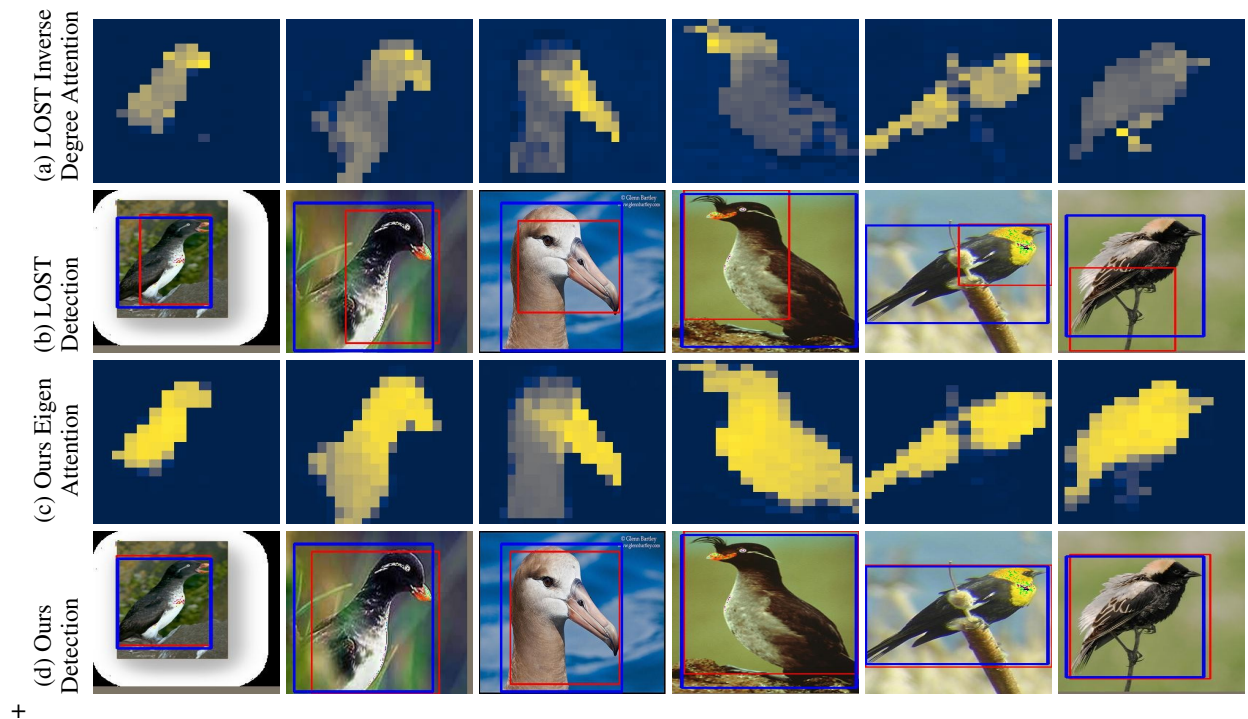 (a) LOST Inverse
Degree Attention
(b) LOST
Detection
© Glenn Bartley
(c) Ours Eigen
Attention
(d) Ours
Detection
© Glenn Bartley
+